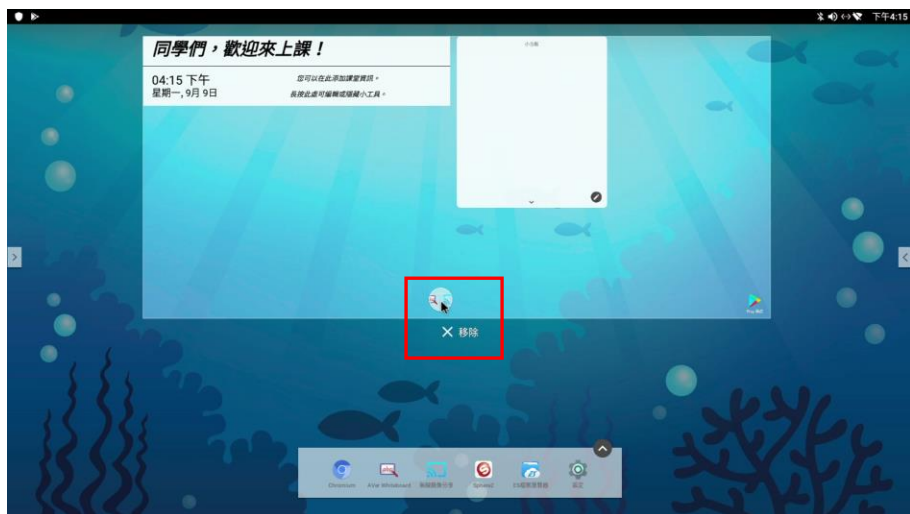 下午4:15
同學們，歡迎來上課！
04:15 下午
星期一, 9月 9日
您可以在此添加課堂資訊。
長按此處可編輯或隱藏小工具。
移除
Chromium
AVer Whiteboard
Sphere2
設定